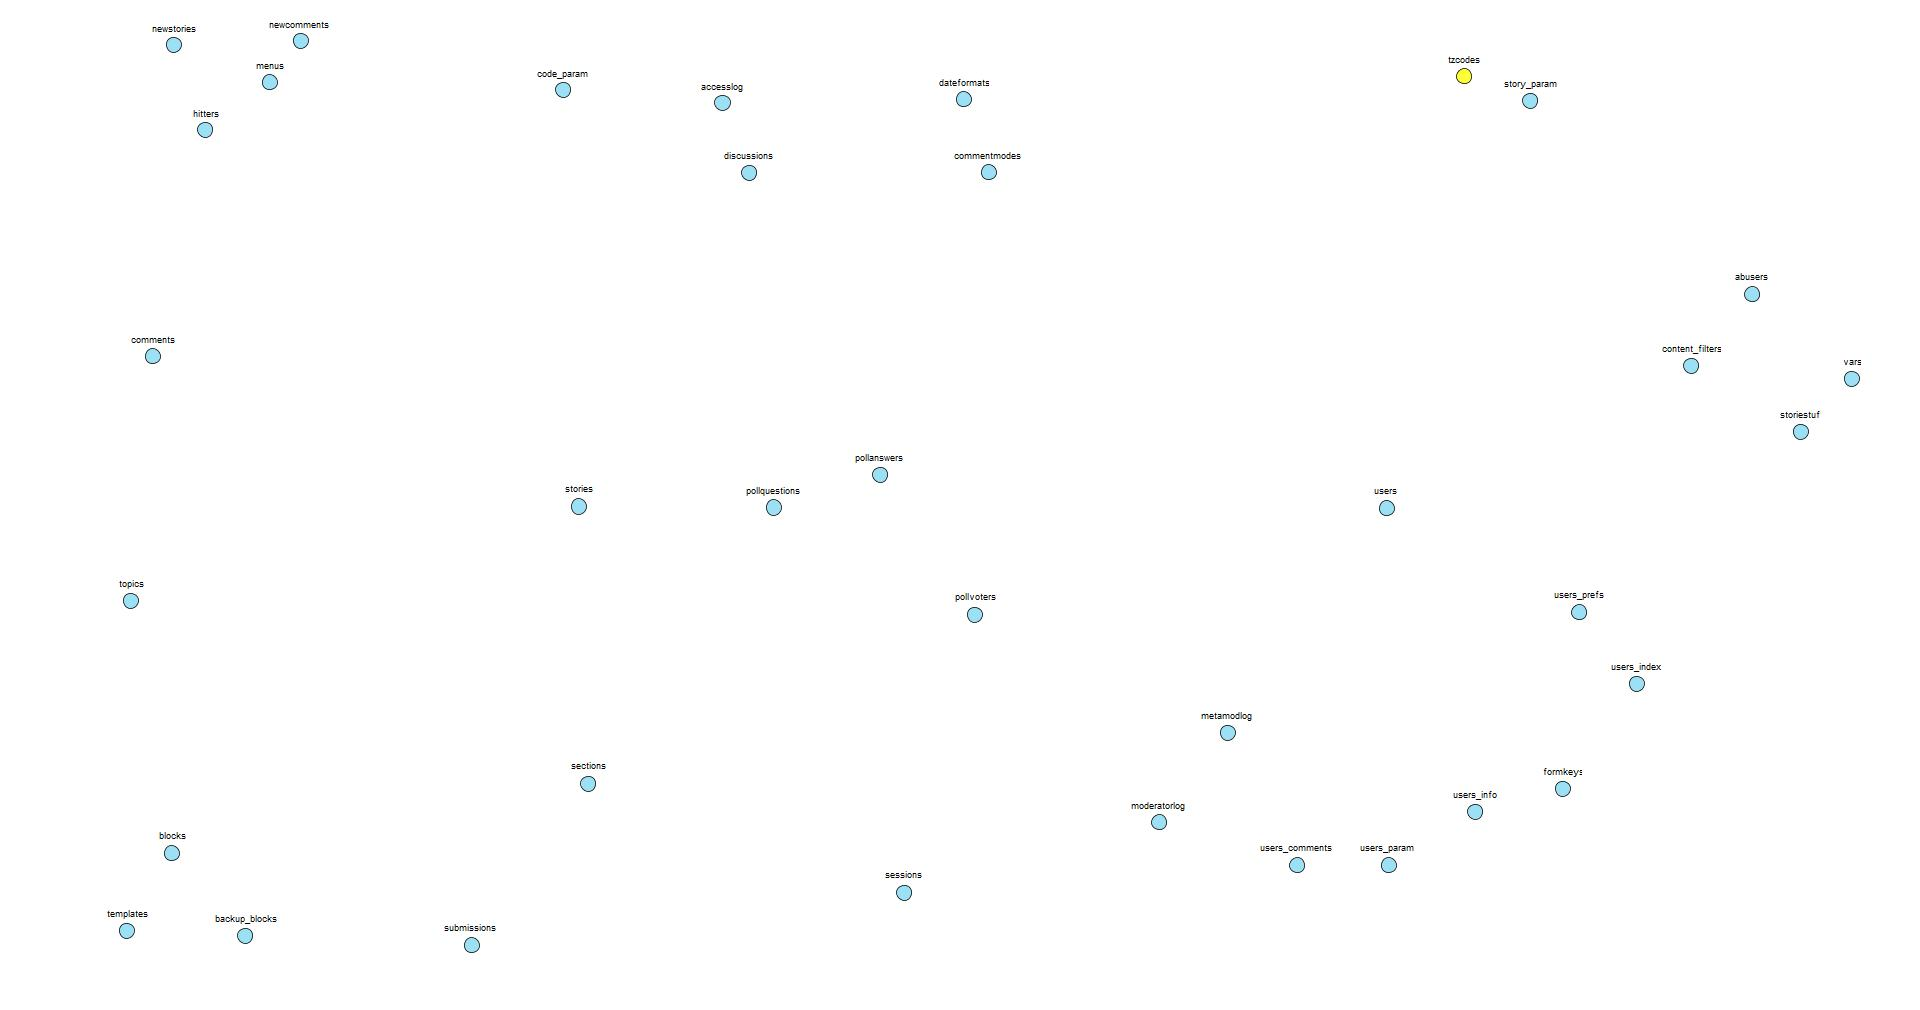 newstories
newcomments
menus
hitters
code_param
accesslog
dateformats
discussions
commentmodes
tzcodes
story_param
abusers
comments
content_filters
vars
storiestuf
pollanswers
stories
pollquestions
users
topics
pollvoters
users_prefs
users_index
metamodlog
sections
formkeys
users_info
moderatorlog
blocks
users_comments
users_param
sessions
templates
backup_blocks
submissions